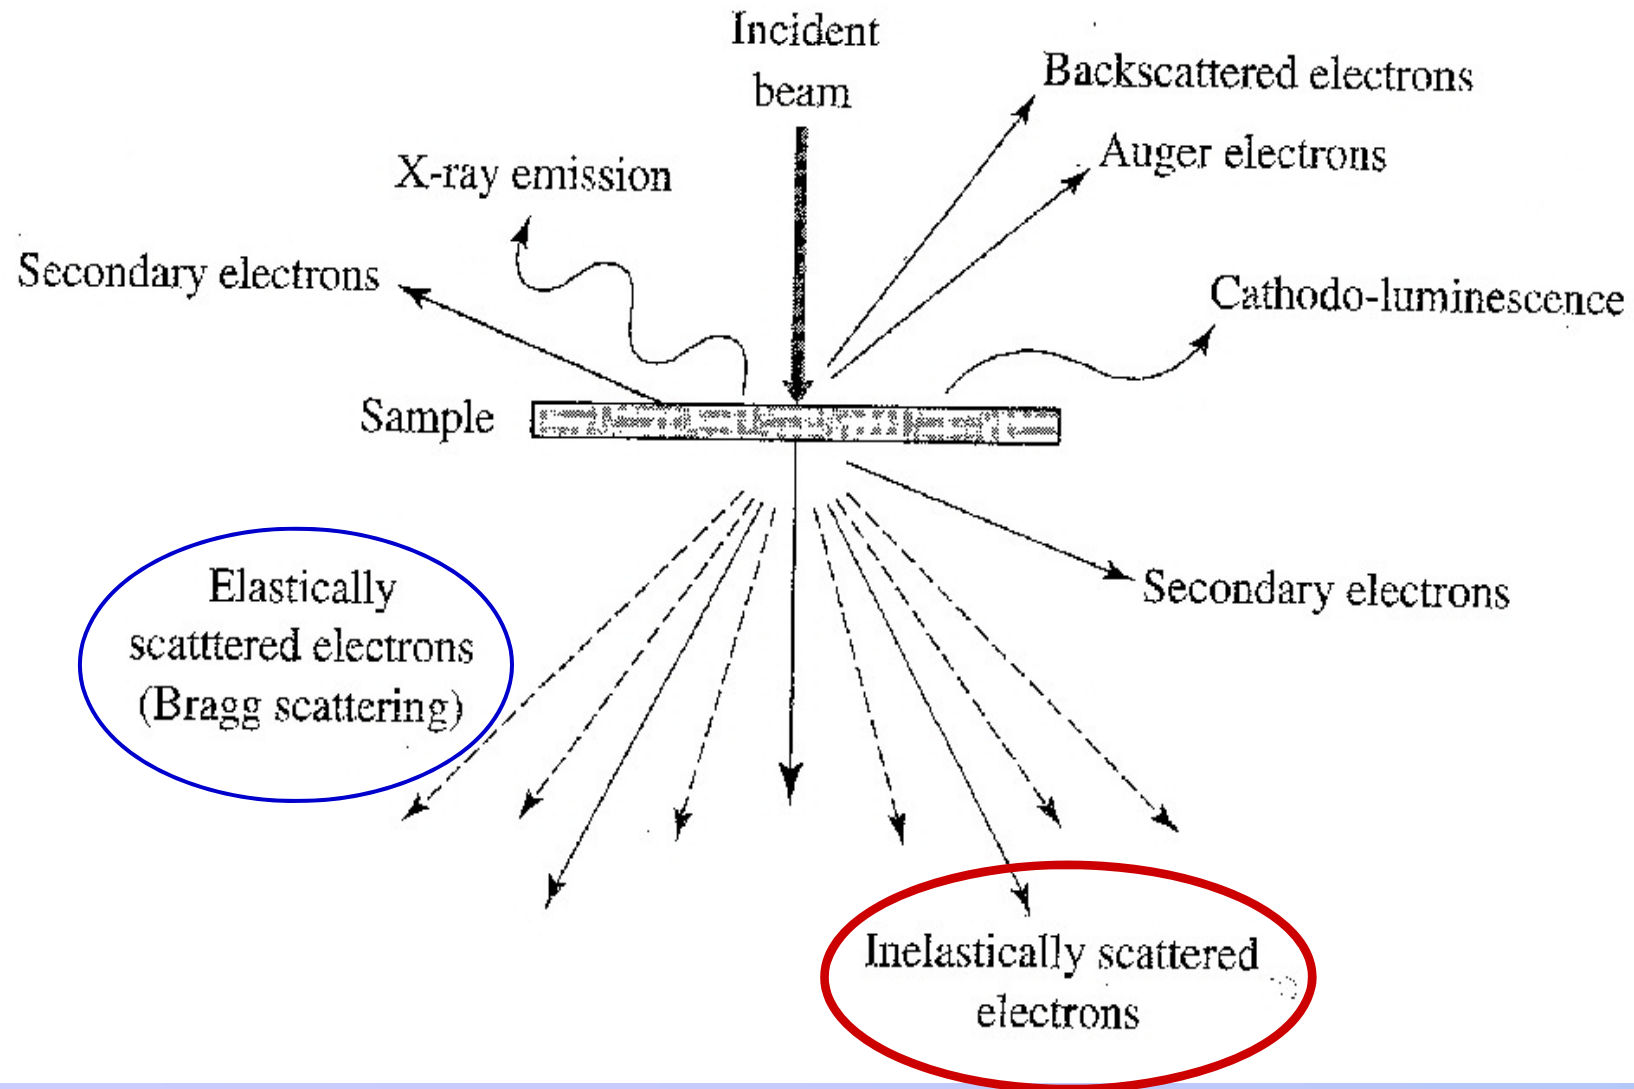 Incident
beam
Backscattered electrons
Auger electrons
X-ray emission
Secondary electrons
Cathodo-luminescence
Sample
Elastically
scatttered electrons
(Bragg scattering)
Secondary electrons
Inelastically scattered
electrons